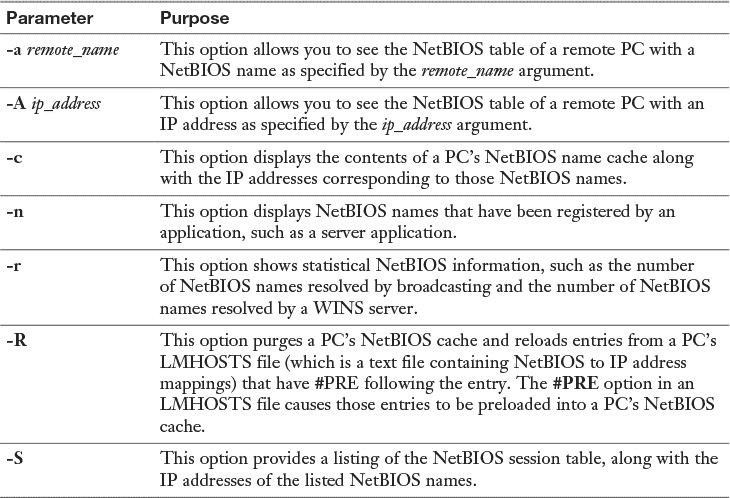 Parameter Purpose
-a remote_name This option allows you to see the NetBIOS table of a remote PC with a
NetBIOS name as specified by the remote_name argument.
-A ip_address This option allows you to see the NetBIOS table of a remote PC with an
IP address as specified by the ip_address argument.
-c This option displays the contents of a PC's NetBIOS name cache along
with the IP addresses corresponding to those NetBIOS names.
-n This option displays NetBIOS names that have been registered by an
application, such as a server application.
-r This option shows statistical NetBIOS information, such as the number
of NetBIOS names resolved by broadcasting and the number of NetBIOS
names resolved by a WINS server.
-R This option purges a PC's NetBIOS cache and reloads entries from a PC's
LMHOSTS file (which is a text file containing NetBIOS to IP address
mappings) that have #PRE following the entry. The #PRE option in an
LMHOSTS file causes those entries to be preloaded into a PC's NetBIOS
cache.
-S This option provides a listing of the NetBIOS session table, along with the
IP addresses of the listed NetBIOS names.